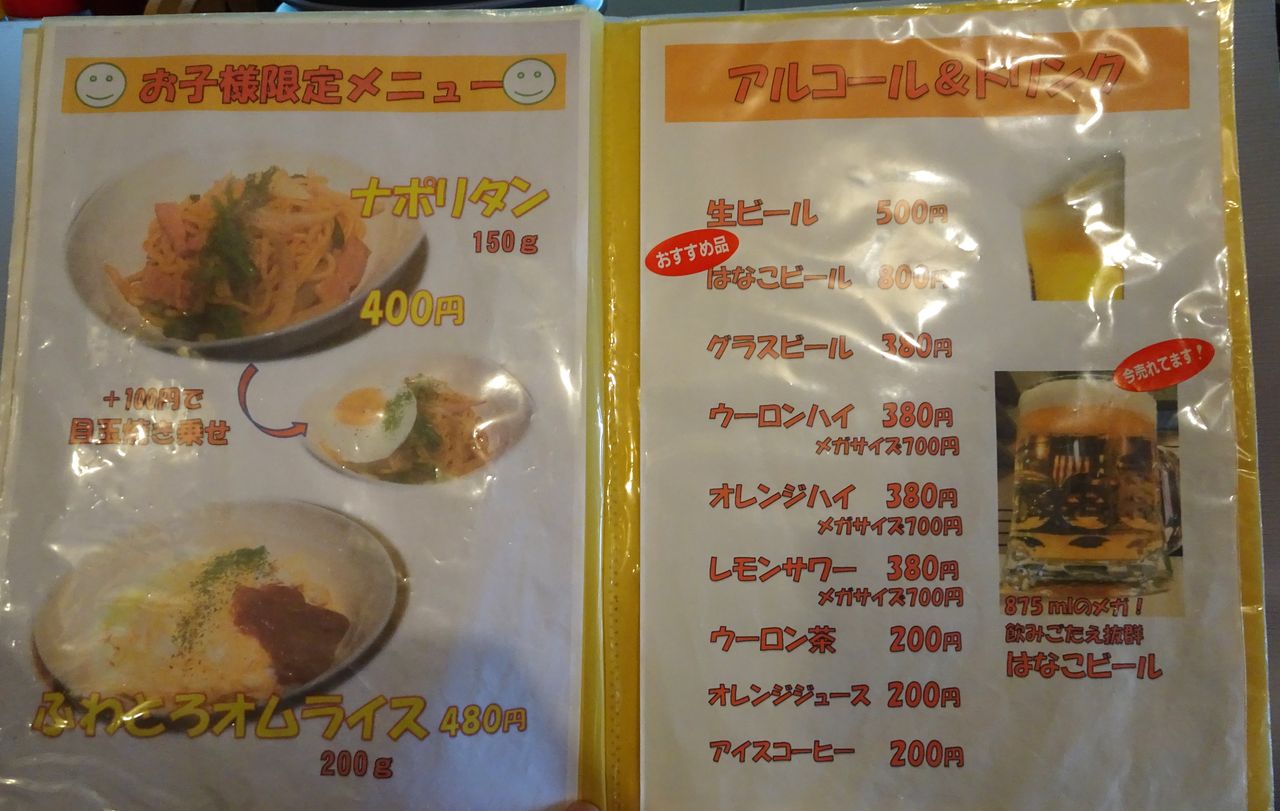 お子様限定メニュー
ナポリタン
150g
400円
+100円で
目玉焼き乗せ
ふわとろオムライス 480円
200g
アルコール&ドリンク
生ビール 500円
おすすめ品
はなこビール 800円
グラスビール 380円
今売れてます!
ウーロンハイ 380円
メガサイズ700円
オレンジハイ 380円
メガサイズ700円
レモンサワー 380円
メガサイズ700円
875mlのメガ!
飲みごたえ抜群
はなこビール
ウーロン茶 200円
オレンジジュース 200円
アイスコーヒー 200円